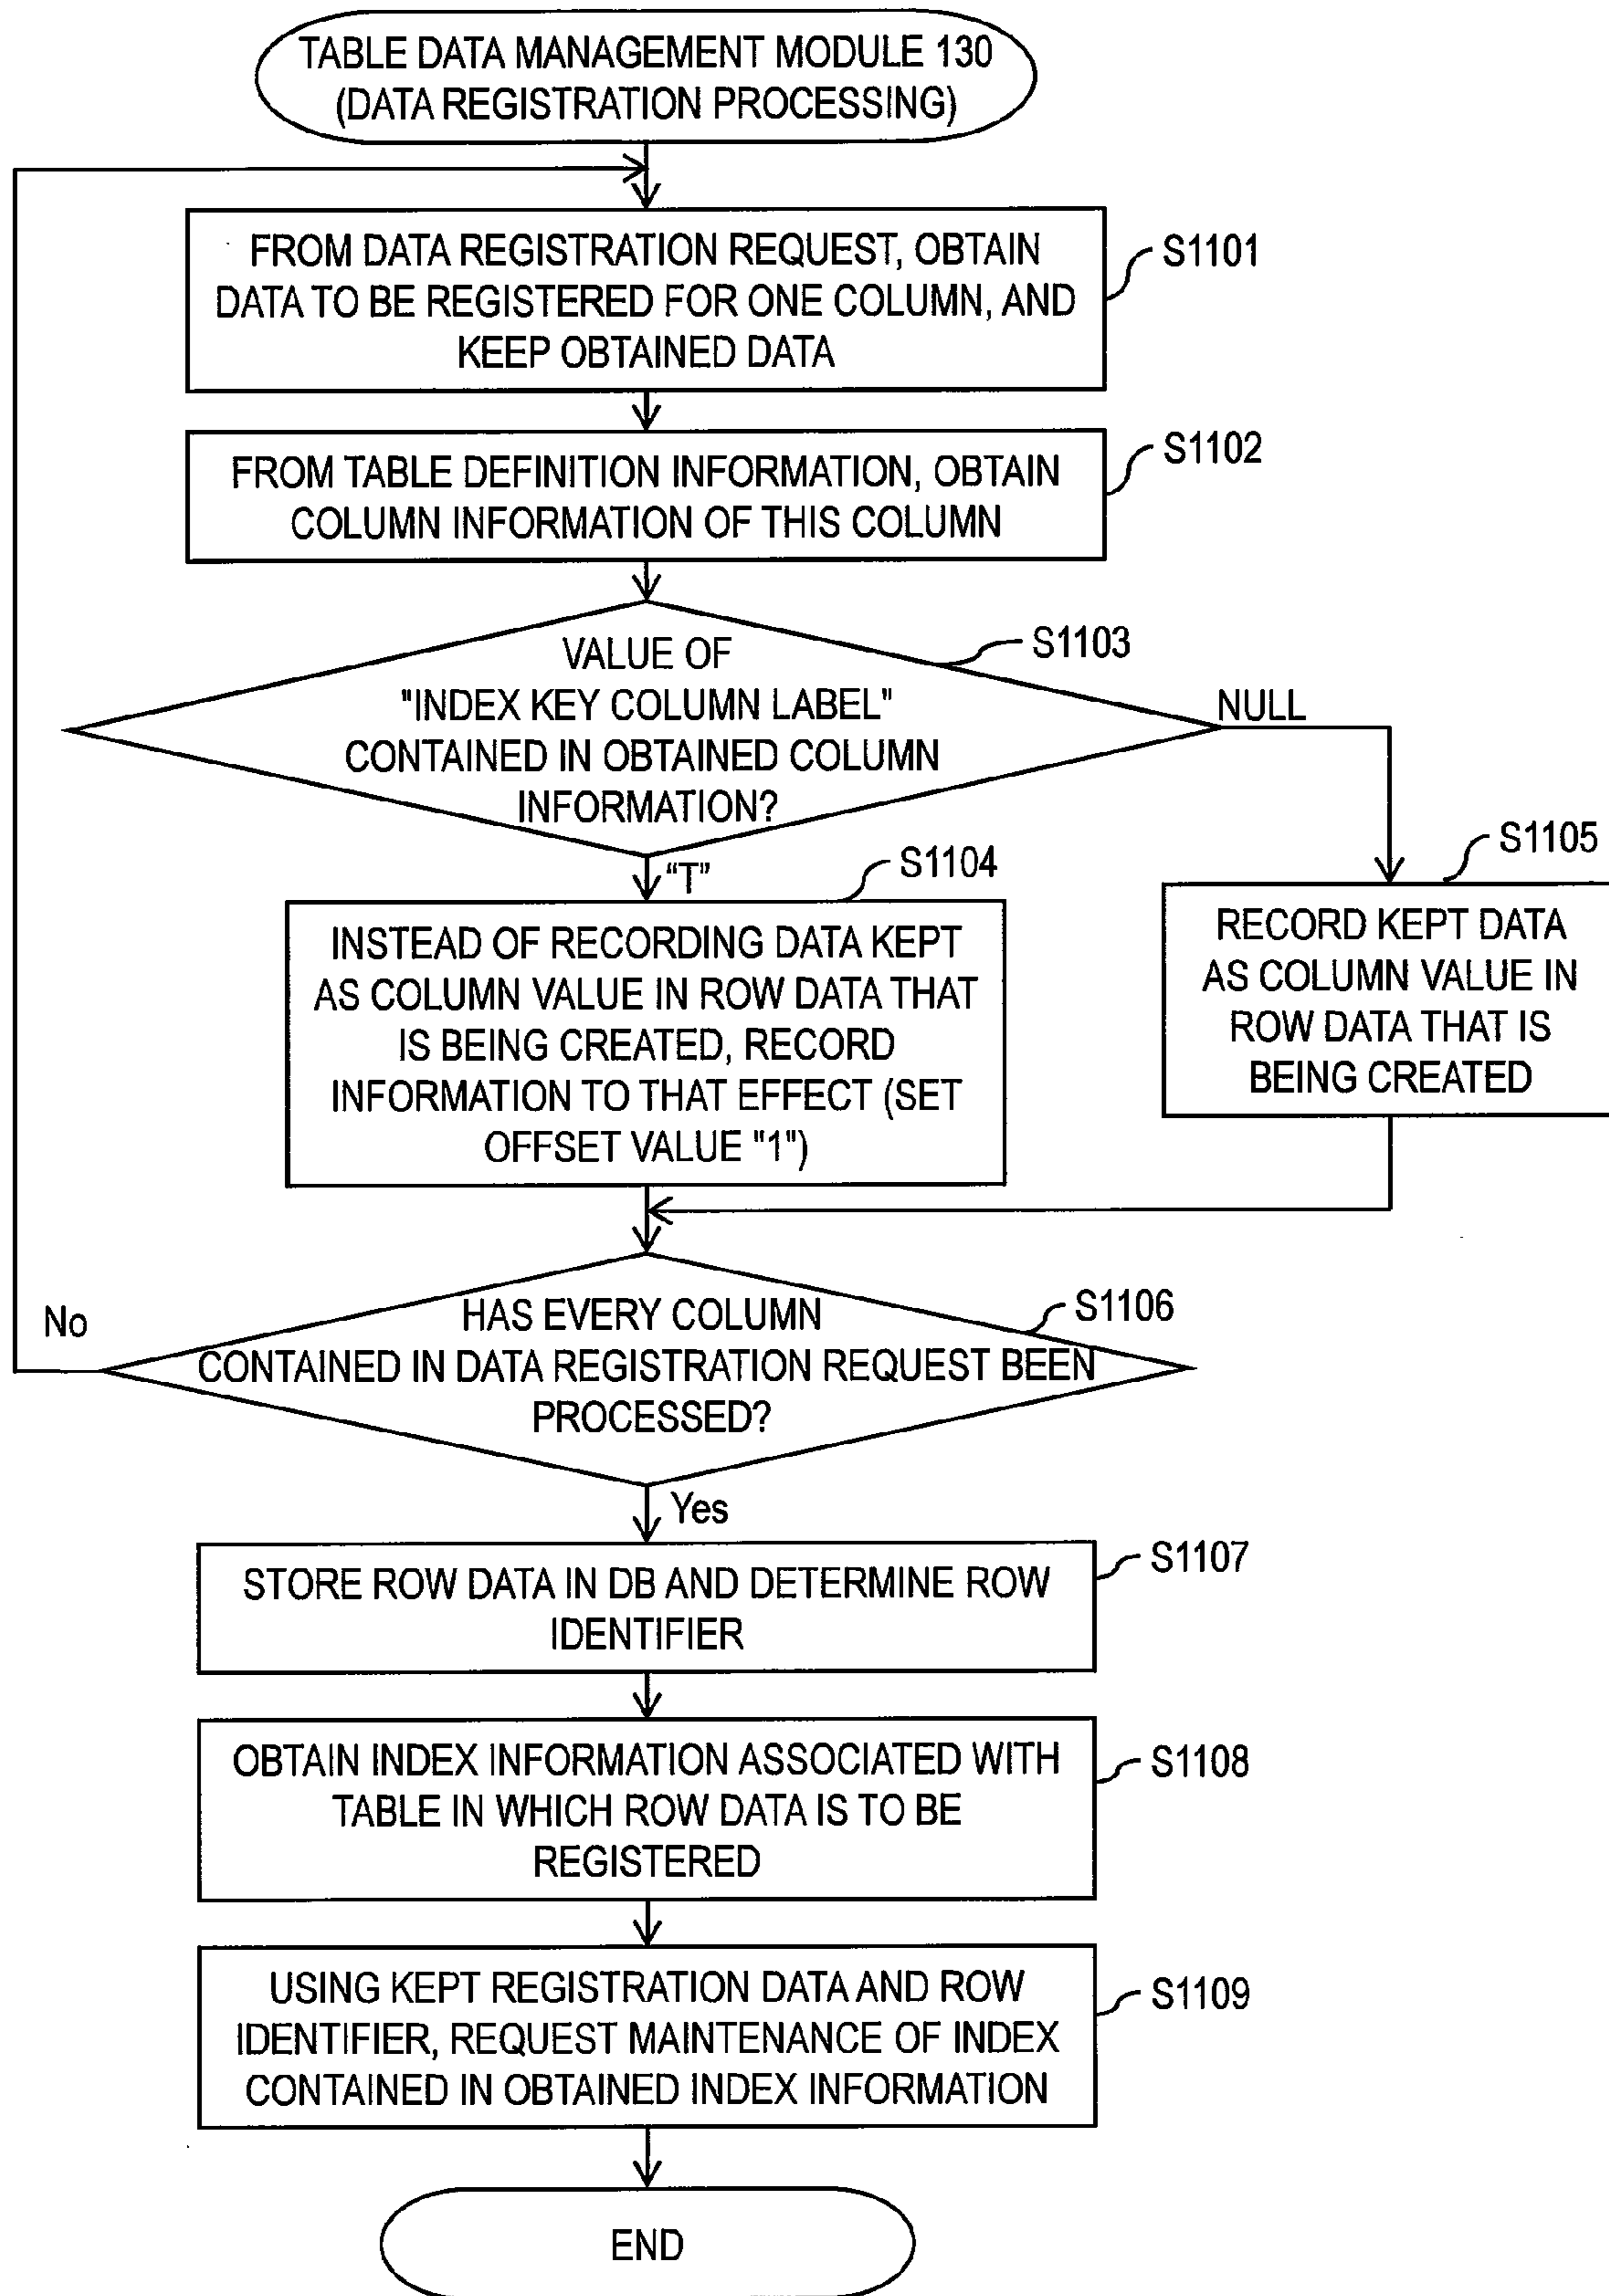 TABLE DATA MANAGEMENT MODULE 130
(DATA REGISTRATION PROCESSING)
FROM DATA REGISTRATION REQUEST, OBTAIN
DATA TO BE REGISTERED FOR ONE COLUMN, AND
KEEP OBTAINED DATA
S1101
FROM TABLE DEFINITION INFORMATION, OBTAIN
COLUMN INFORMATION OF THIS COLUMN
S1102
VALUE OF
"INDEX KEY COLUMN LABEL"
CONTAINED IN OBTAINED COLUMN
INFORMATION?
S1103
NULL
"T"
S1104
INSTEAD OF RECORDING DATA KEPT
AS COLUMN VALUE IN ROW DATA THAT
IS BEING CREATED, RECORD
INFORMATION TO THAT EFFECT (SET
OFFSET VALUE "1")
S1105
RECORD KEPT DATA
AS COLUMN VALUE IN
ROW DATA THAT IS
BEING CREATED
HAS EVERY COLUMN
CONTAINED IN DATA REGISTRATION REQUEST BEEN
PROCESSED?
S1106
No
Yes
STORE ROW DATA IN DB AND DETERMINE ROW
IDENTIFIER
S1107
OBTAIN INDEX INFORMATION ASSOCIATED WITH
TABLE IN WHICH ROW DATA IS TO BE
REGISTERED
S1108
USING KEPT REGISTRATION DATA AND ROW
IDENTIFIER, REQUEST MAINTENANCE OF INDEX
CONTAINED IN OBTAINED INDEX INFORMATION
S1109
END